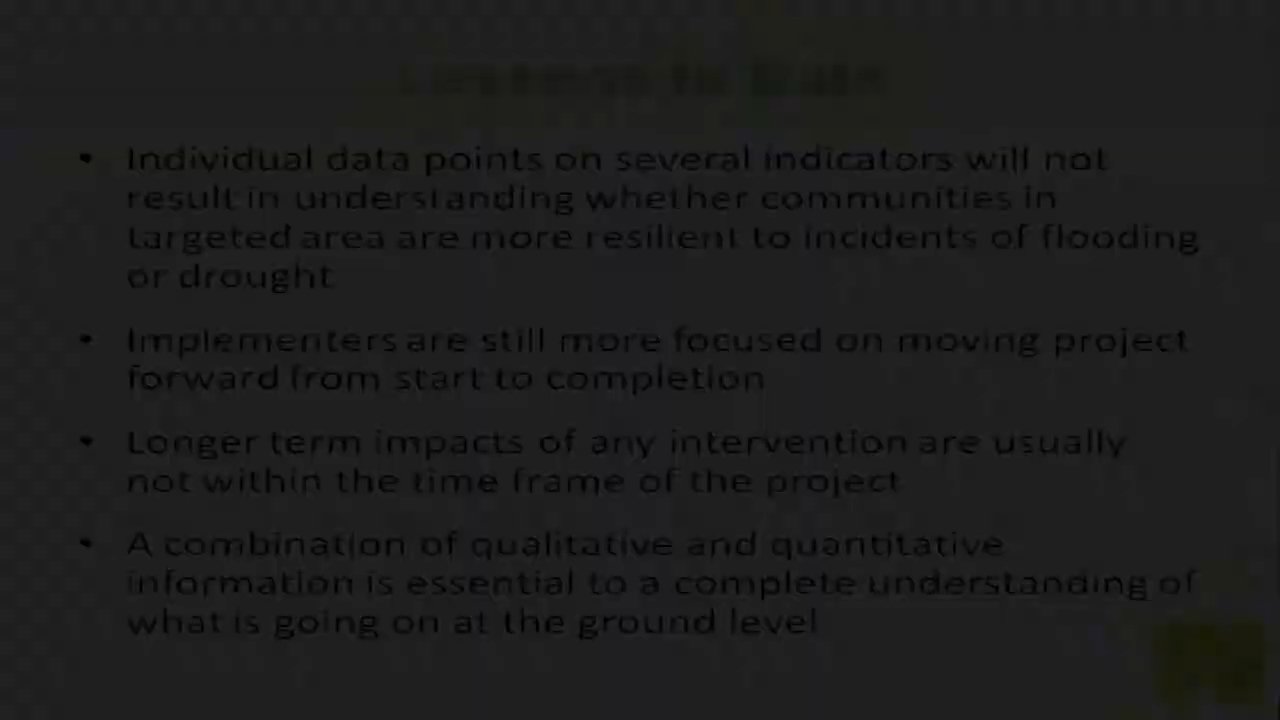 • Individual data points on several indicators will not
result in understanding whether communities in
targeted area are more resilient to incidents of flooding
or drought
• Implementers are still more focused on moving project
forward from start to completion
• Longer term impacts of any intervention are usually
not within the time frame of the project
• A combination of qualitative and quantitative
information is essential to a complete understanding of
what is going on at the ground level